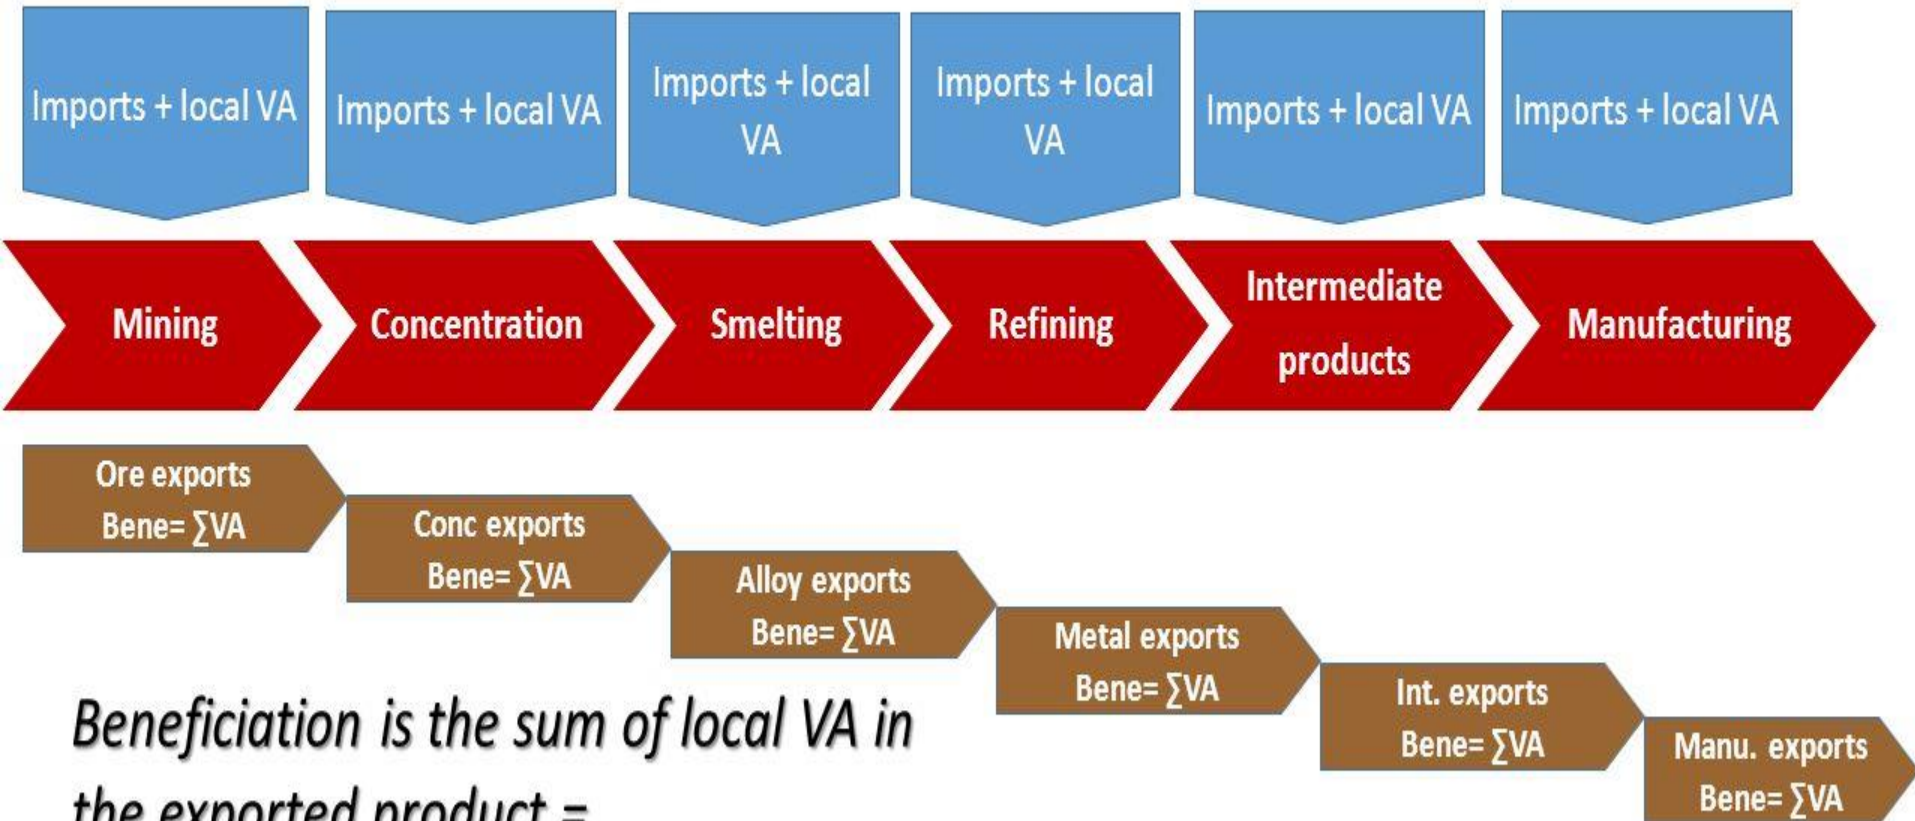 Imports + local VA
Imports + local VA
Imports + local
VA
Imports + local
VA
Imports + local VA
Imports + local VA
Mining
Concentration
Smelting
Refining
Intermediate
products
Manufacturing
Ore exports
Bene= ∑VA
Conc exports
Bene= ∑VA
Alloy exports
Bene= ∑VA
Metal exports
Bene= ∑VA
Int. exports
Bene= ∑VA
Manu. exports
Bene= ∑VA
Beneficiation is the sum of local VA in
the exported product =